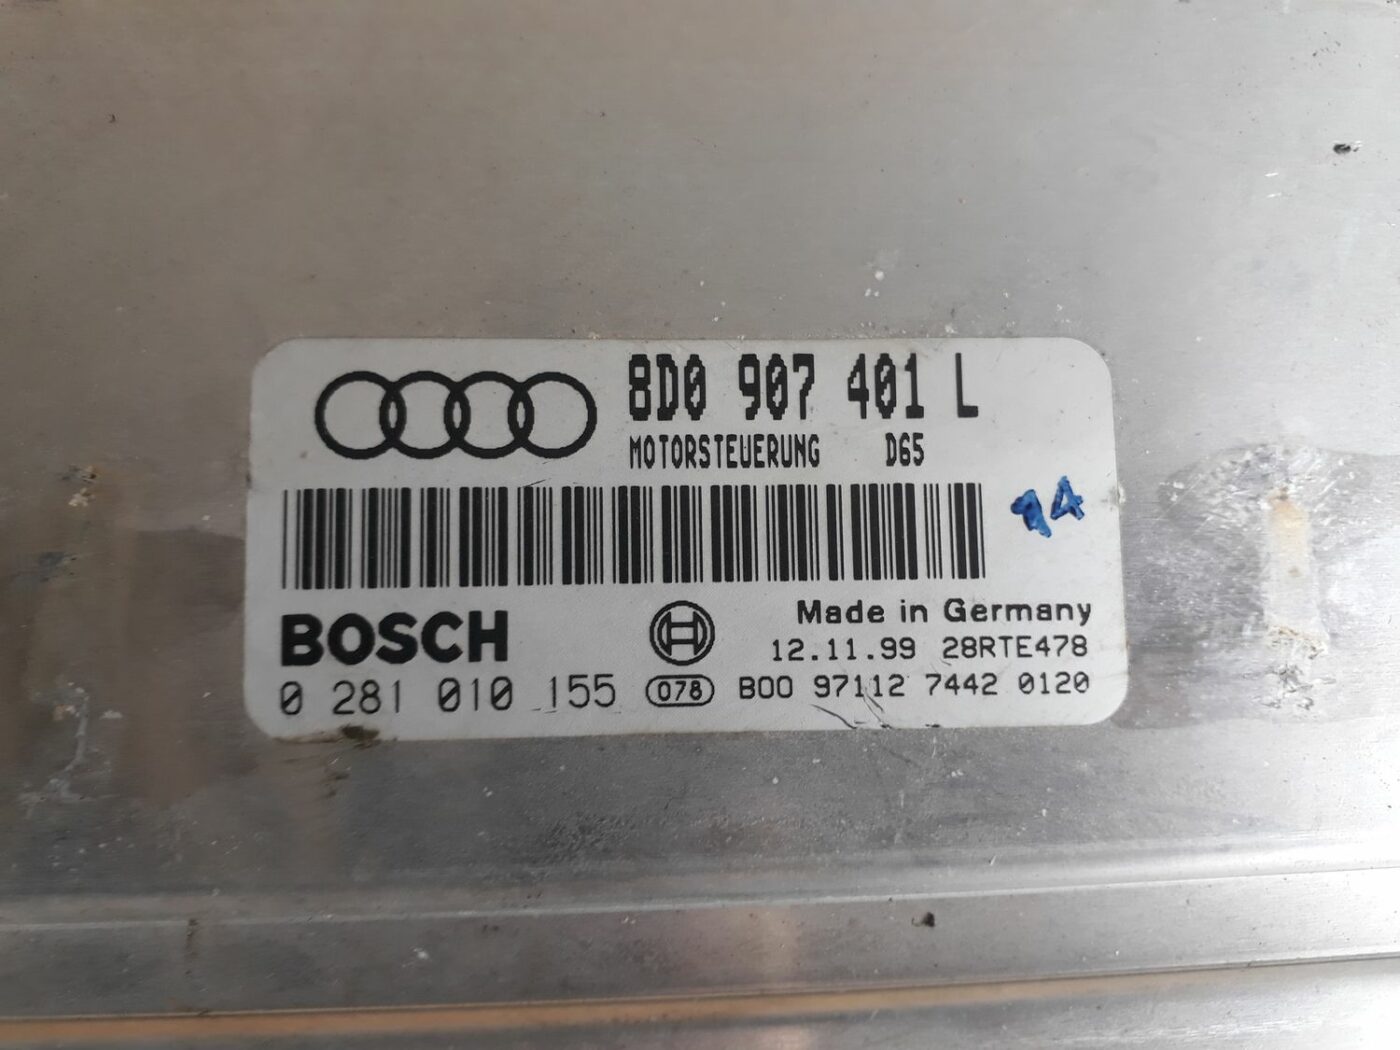 8D0 907 401 L
MOTORSTEUERUNG D65
14
BOSCH
Made in Germany
12.11.99 28RTE478
0 281 010 155 078 B00 97112 7442 0120